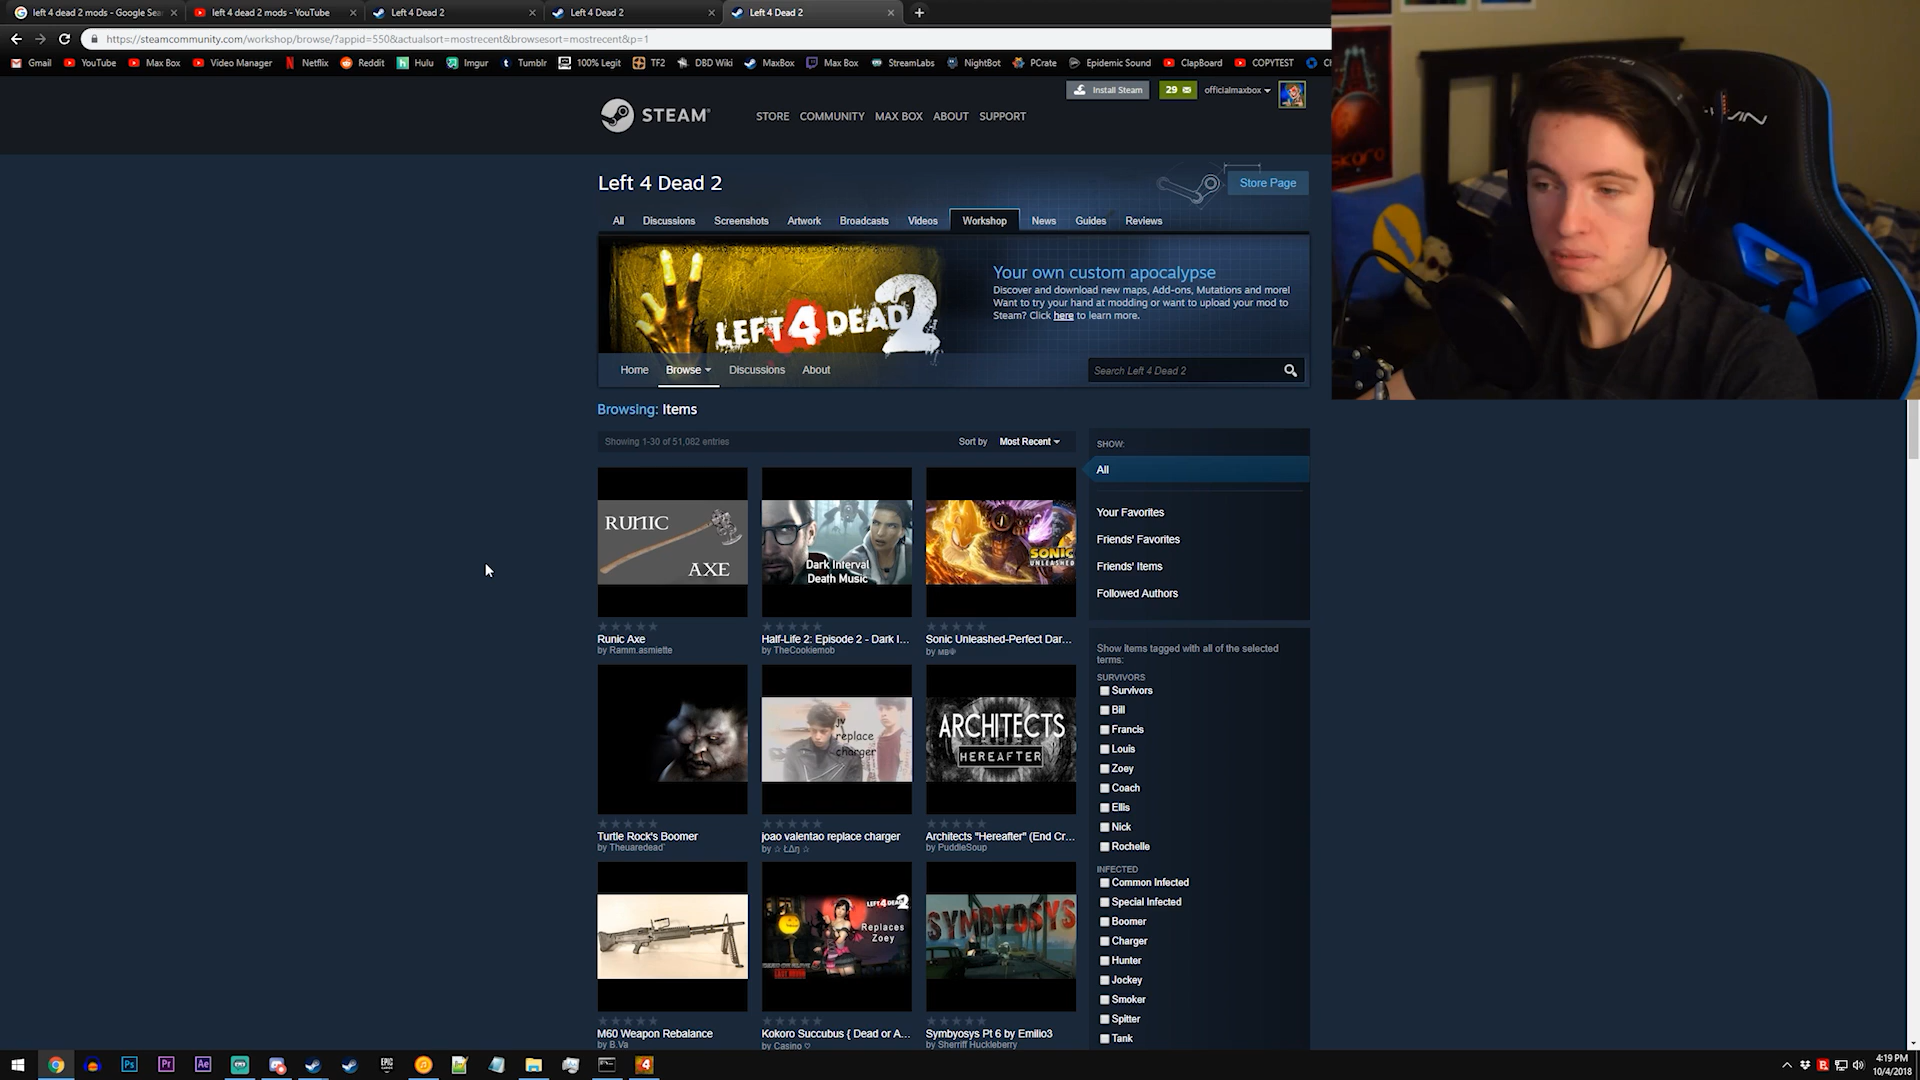 left 4 dead 2 mods - Google Sea
left 4 dead 2 mods - YouTube
Left 4 Dead 2
Left 4 Dead 2
Left 4 Dead 2
https://steamcommunity.com/workshop/browse/?appid=550&actualsort=mostrecent&browsesort=mostrecent&p=1
Gmail YouTube Max Box Video Manager Netflix Reddit Hulu Imgur Tumblr 100% Legit TF2 DBD Wiki MaxBox Max Box StreamLabs NightBot PCrate Epidemic Sound ClapBoard COPYTEST
Install Steam 29 officialmaxbox
STEAM
STORE COMMUNITY MAX BOX ABOUT SUPPORT
Left 4 Dead 2
Store Page
All Discussions Screenshots Artwork Broadcasts Videos Workshop News Guides Reviews
LEFT 4 DEAD 2
Your own custom apocalypse
Discover and download new maps, Add-ons, Mutations and more!
Want to try your hand at modding or want to upload your mod to
Steam? Click here to learn more.
Home Browse Discussions About
Search Left 4 Dead 2
Browsing: Items
Showing 1-30 of 51,082 entries
Sort by Most Recent
RUNIC
AXE
Dark Interval
Death Music
SONIC
UNLEASHED
Runic Axe
by Ramm.asmiette
Half-Life 2: Episode 2 - Dark I...
by TheCookiemob
Sonic Unleashed-Perfect Dar...
jv
replace
charger
ARCHITECTS
HEREAFTER
Turtle Rock's Boomer
by Theuaredead
joao valentao replace charger
Architects "Hereafter" (End Cr...
by PuddleSoup
LEFT 4 DEAD 2
Replaces
Zoey
SYMBYOSYS
M60 Weapon Rebalance
by B.Va
Kokoro Succubus { Dead or A...
by Casino
Symbyosys Pt 6 by Emilio3
by Sherriff Huckleberry
SHOW:
All
Your Favorites
Friends' Favorites
Friends' Items
Followed Authors
Show items tagged with all of the selected
terms:
SURVIVORS
Survivors
Bill
Francis
Louis
Zoey
Coach
Ellis
Nick
Rochelle
INFECTED
Common Infected
Special Infected
Boomer
Charger
Hunter
Jockey
Smoker
Spitter
Tank
Ps Pr Ae
EPIC
4:19 PM
10/4/2018